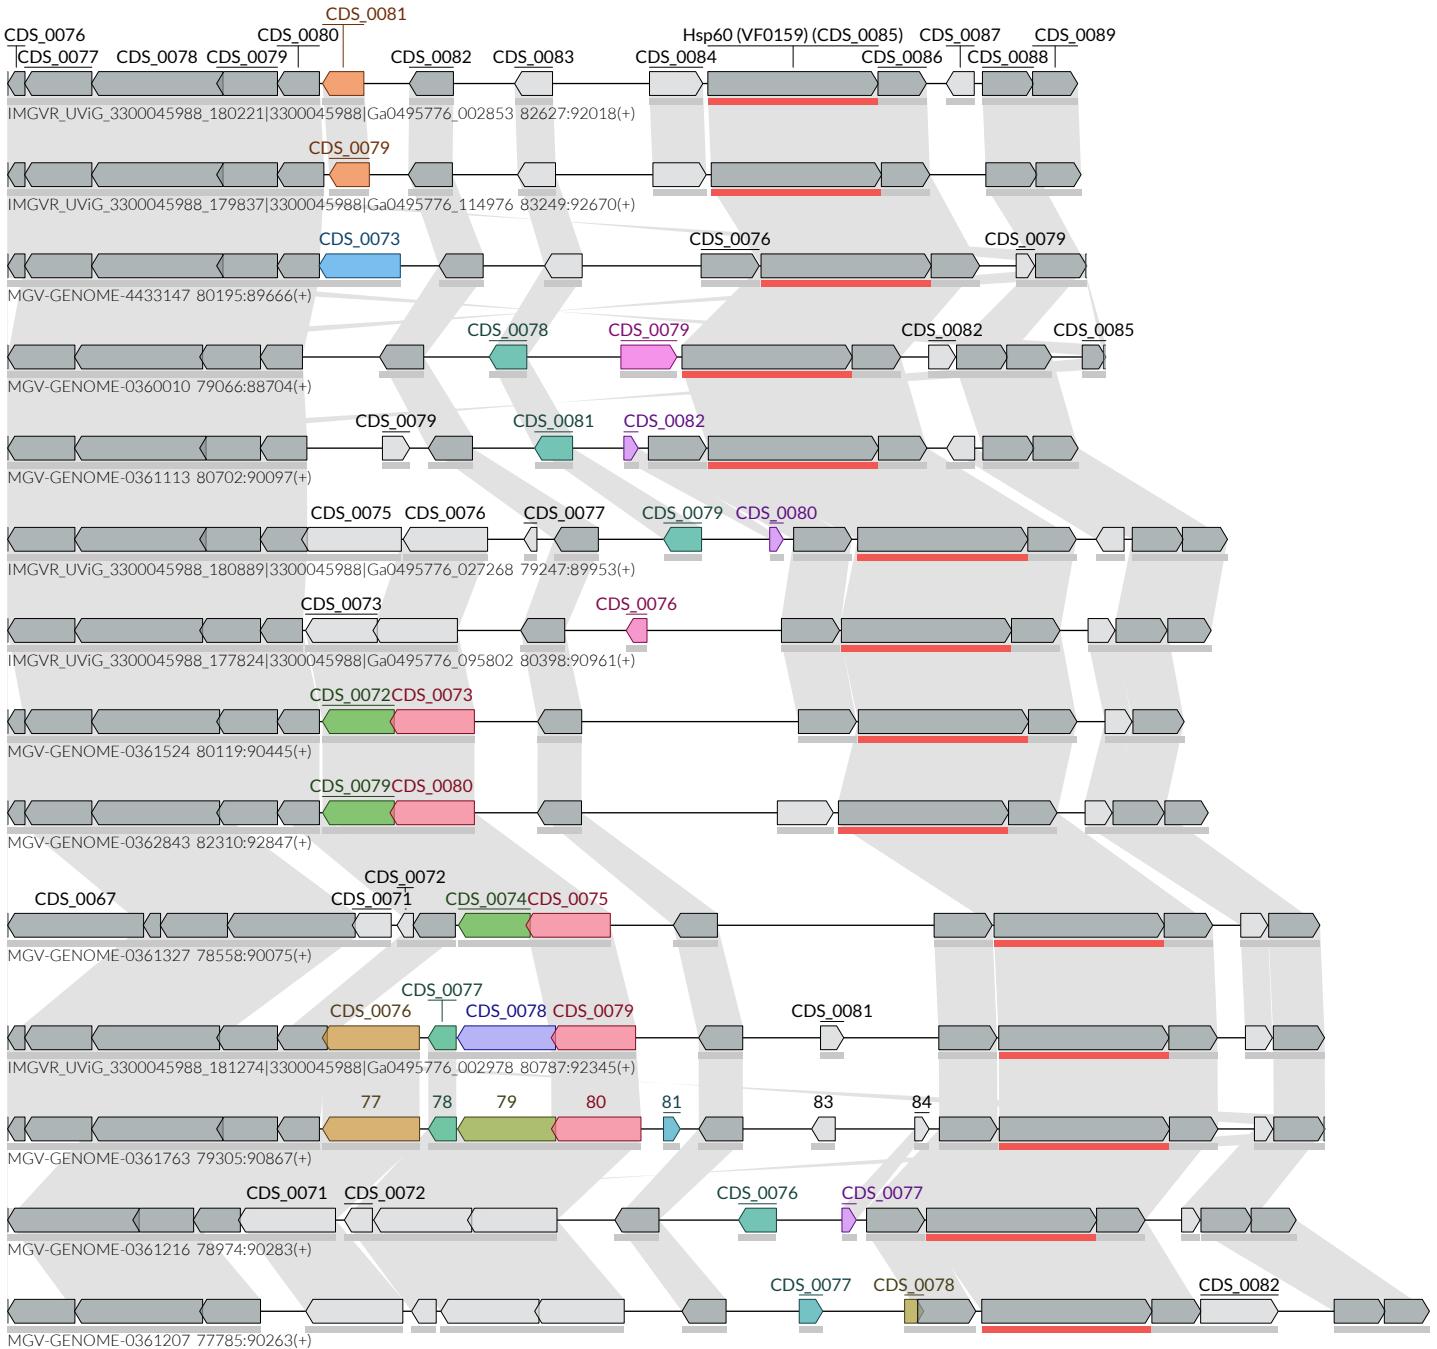 CDS_0081
CDS_0076 CDS_0080 Hsp60 (VF0159) (CDS_0085) CDS_0087 CDS_0089
CDS_0077 CDS_0078 CDS_0079 CDS_0082 CDS_0083 CDS_0084 CDS_0086 CDS_0088
IMGVR_UViG_3300045988_180221|3300045988|Ga0495776_002853 82627:92018(+)
CDS_0079
IMGVR_UViG_3300045988_179837|3300045988|Ga0495776_114976 83249:92670(+)
CDS_0073 CDS_0076 CDS_0079
MGV-GENOME-4433147 80195:89666(+)
CDS_0078 CDS_0079 CDS_0082 CDS_0085
MGV-GENOME-0360010 79066:88704(+)
CDS_0079 CDS_0081 CDS_0082
MGV-GENOME-0361113 80702:90097(+)
CDS_0075 CDS_0076 CDS_0077 CDS_0079 CDS_0080
IMGVR_UViG_3300045988_180889|3300045988|Ga0495776_027268 79247:89953(+)
CDS_0073 CDS_0076
IMGVR_UViG_3300045988_177824|3300045988|Ga0495776_095802 80398:90961(+)
CDS_0072 CDS_0073
MGV-GENOME-0361524 80119:90445(+)
CDS_0079 CDS_0080
MGV-GENOME-0362843 82310:92847(+)
CDS_0072
CDS_0067 CDS_0071 CDS_0074 CDS_0075
MGV-GENOME-0361327 78558:90075(+)
CDS_0077
CDS_0076 CDS_0078 CDS_0079 CDS_0081
IMGVR_UViG_3300045988_181274|3300045988|Ga0495776_002978 80787:92345(+)
77 78 79 80 81 83 84
MGV-GENOME-0361763 79305:90867(+)
CDS_0071 CDS_0072 CDS_0076 CDS_0077
MGV-GENOME-0361216 78974:90283(+)
CDS_0077 CDS_0078 CDS_0082
MGV-GENOME-0361207 77785:90263(+)